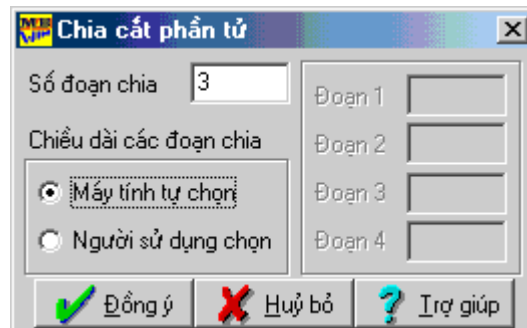 Chia cắt phần tử
Số đoạn chia 3
Chiều dài các đoạn chia
Máy tính tự chọn
Người sử dụng chọn
Đoạn 1
Đoạn 2
Đoạn 3
Đoạn 4
Đồng ý Huỷ bỏ Trợ giúp